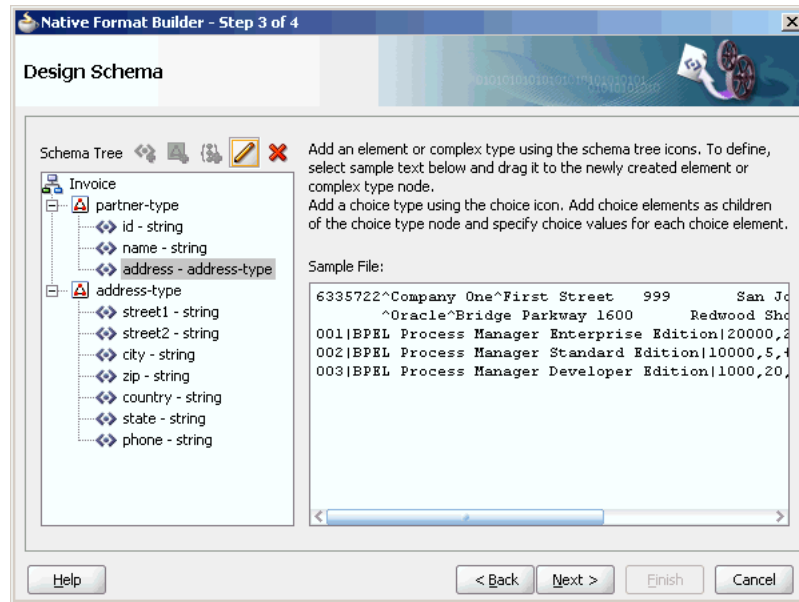 Native Format Builder - Step 3 of 4
Design Schema
Schema Tree
Invoice
partner-type
id - string
name - string
address - address-type
address-type
street1 - string
street2 - string
city - string
zip - string
country - string
state - string
phone - string
Add an element or complex type using the schema tree icons. To define,
select sample text below and drag it to the newly created element or
complex type node.
Add a choice type using the choice icon. Add choice elements as children
of the choice type node and specify choice values for each choice element.
Sample File:
6335722^Company One^First Street 999 San Jo
^Oracle^Bridge Parkway 1600 Redwood Sho
001|BPEL Process Manager Enterprise Edition|20000,2
002|BPEL Process Manager Standard Edition|10000,5,+
003|BPEL Process Manager Developer Edition|1000,20,
Help
< Back
Next >
Finish
Cancel